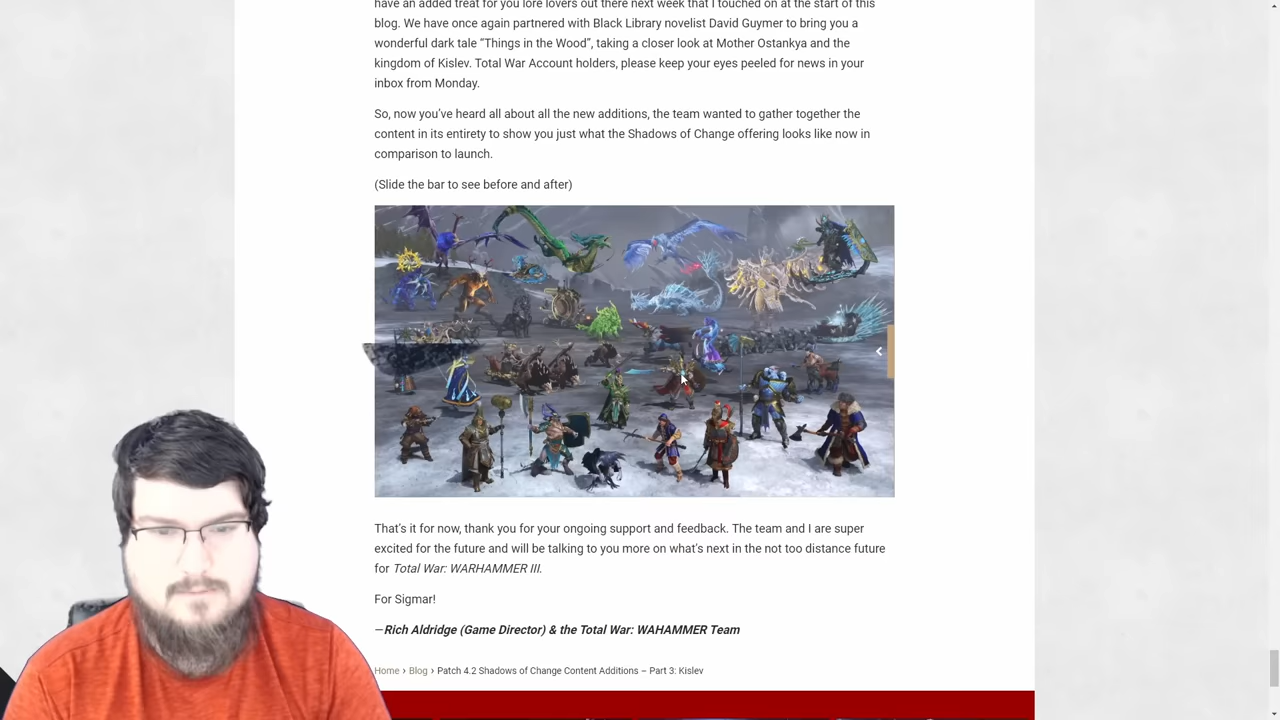 have an added treat for you lore lovers out there next week that I touched on at the start of this
blog. We have once again partnered with Black Library novelist David Guymer to bring you a
wonderful dark tale “Things in the Wood”, taking a closer look at Mother Ostankya and the
kingdom of Kislev. Total War Account holders, please keep your eyes peeled for news in your
inbox from Monday.
So, now you’ve heard all about all the new additions, the team wanted to gather together the
content in its entirety to show you just what the Shadows of Change offering looks like now in
comparison to launch.
(Slide the bar to see before and after)
That’s it for now, thank you for your ongoing support and feedback. The team and I are super
excited for the future and will be talking to you more on what’s next in the not too distance future
for Total War: WARHAMMER III.
For Sigmar!
—Rich Aldridge (Game Director) & the Total War: WAHAMMER Team
Home › Blog › Patch 4.2 Shadows of Change Content Additions – Part 3: Kislev